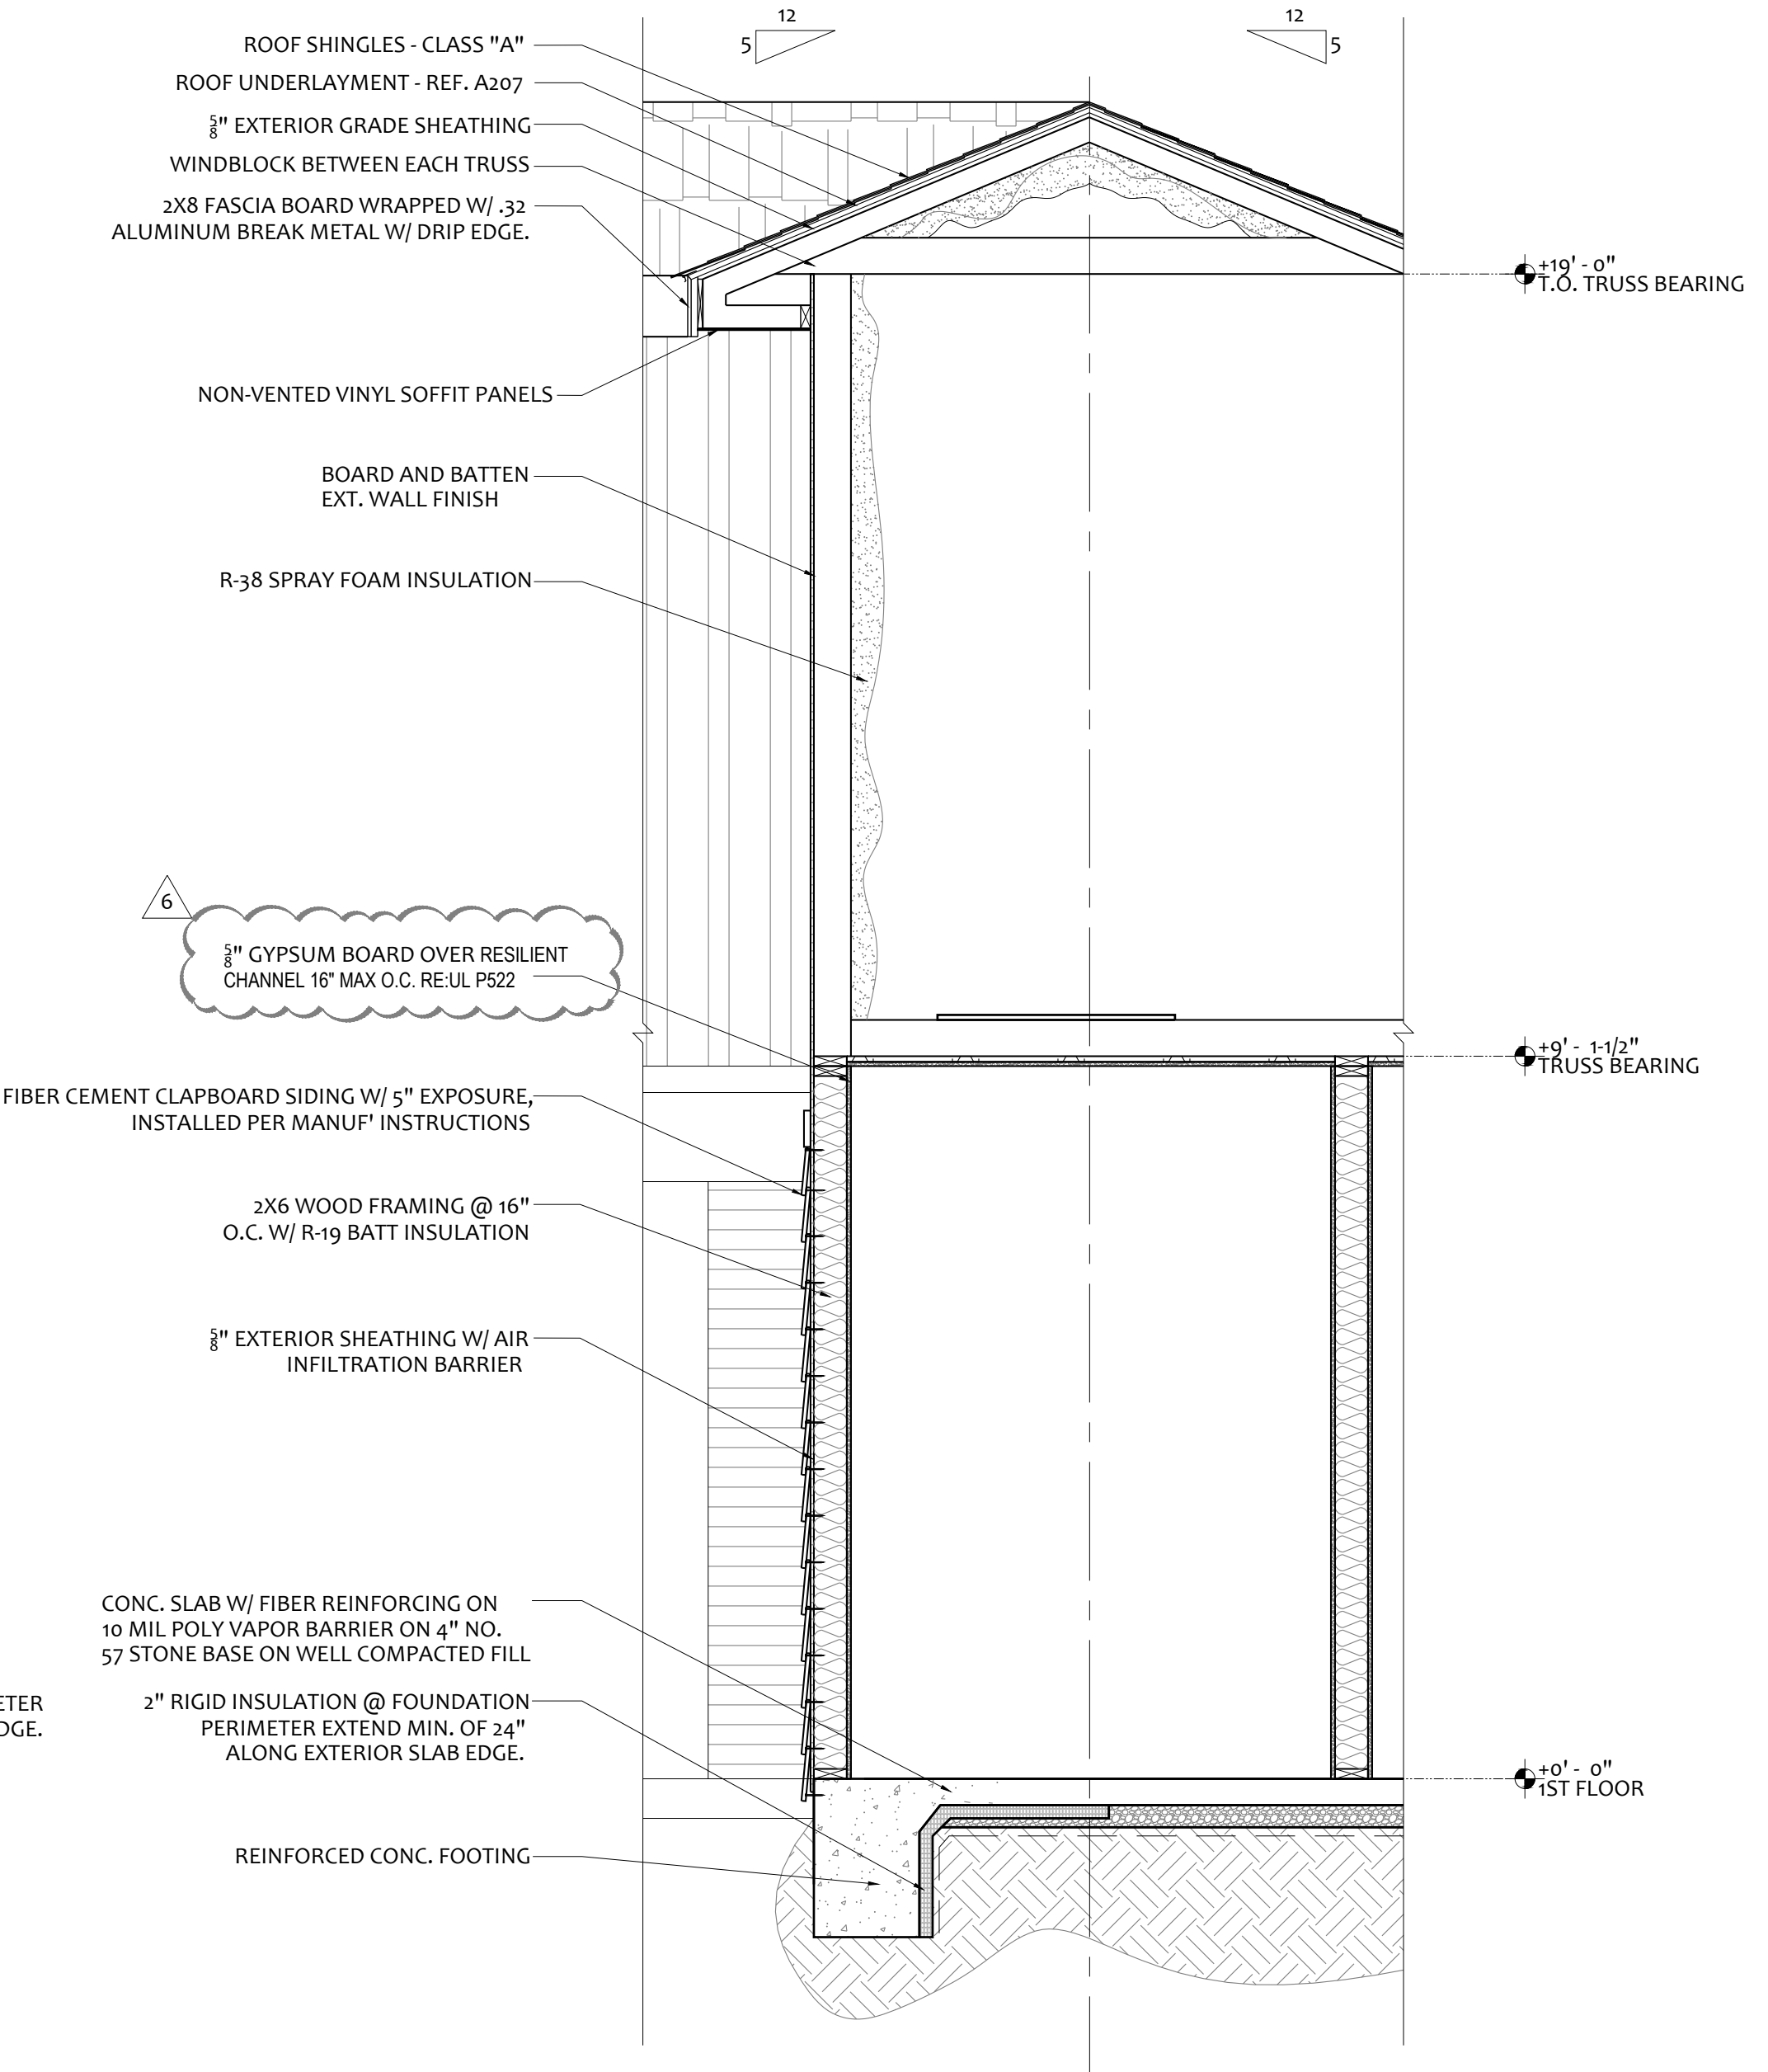 12
5
12
5
ROOF SHINGLES - CLASS "A"
ROOF UNDERLAYMENT - REF. A207
5/8" EXTERIOR GRADE SHEATHING
WINDBLOCK BETWEEN EACH TRUSS
2X8 FASCIA BOARD WRAPPED W/ .32
ALUMINUM BREAK METAL W/ DRIP EDGE.
+19' - 0"
T.O. TRUSS BEARING
NON-VENTED VINYL SOFFIT PANELS
BOARD AND BATTEN
EXT. WALL FINISH
R-38 SPRAY FOAM INSULATION
6
5/8" GYPSUM BOARD OVER RESILIENT
CHANNEL 16" MAX O.C. RE:UL P522
+9' - 1-1/2"
TRUSS BEARING
FIBER CEMENT CLAPBOARD SIDING W/ 5" EXPOSURE,
INSTALLED PER MANUF' INSTRUCTIONS
2X6 WOOD FRAMING @ 16"
O.C. W/ R-19 BATT INSULATION
5/8" EXTERIOR SHEATHING W/ AIR
INFILTRATION BARRIER
CONC. SLAB W/ FIBER REINFORCING ON
10 MIL POLY VAPOR BARRIER ON 4" NO.
57 STONE BASE ON WELL COMPACTED FILL
ETER
DGE.
2" RIGID INSULATION @ FOUNDATION
PERIMETER EXTEND MIN. OF 24"
ALONG EXTERIOR SLAB EDGE.
+0' - 0"
1ST FLOOR
REINFORCED CONC. FOOTING